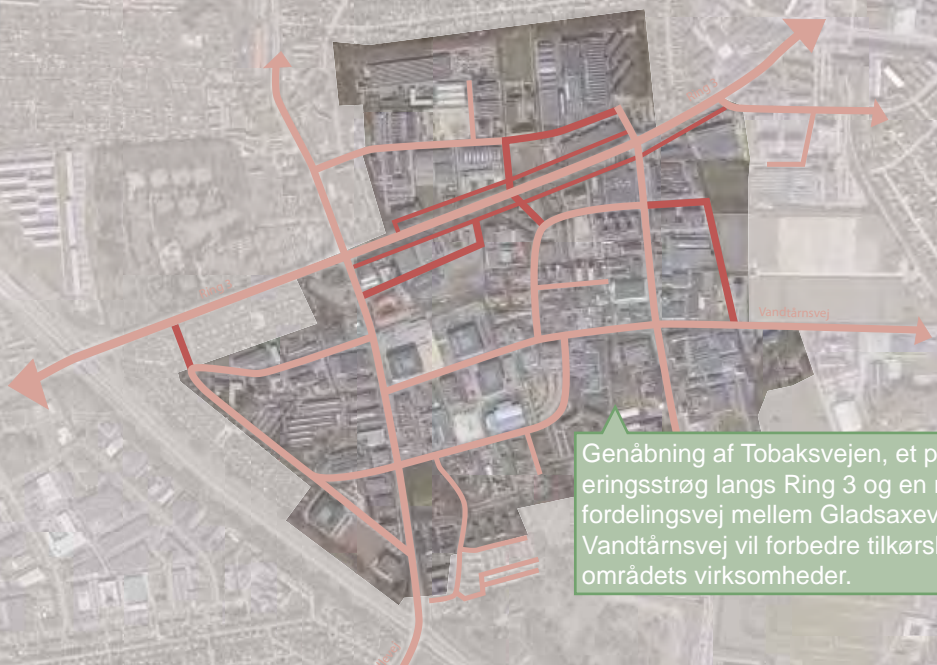 Vandtårnsvej
Genåbning af Tobaksvejen, et p
eringsstrøg langs Ring 3 og en
fordelingsvej mellem Gladsaxev
Vandtårnsvej vil forbedre tilkørs
områdets virksomheder.